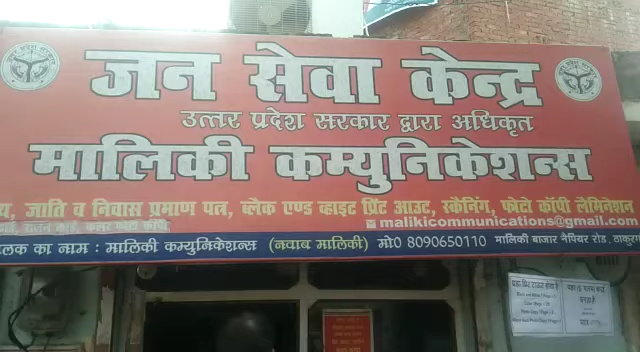 जन सेवा केन्द्र
उत्तर प्रदेश सरकार द्वारा अधिकृत
मालिकी कम्युनिकेशन्स
जाति व निवास प्रमाण पत्र, ब्लैक एण्ड व्हाइट प्रिंट आउट, स्कैनिंग, फोटो कॉपी लेमिनेशन
malikicommunications@gmail.com
का नाम : मालिकी कम्युनिकेशन्स (नवाब मालिकी) मो0 8090650110 मालिकी बाजार नेपियर रोड, ठाकुरगं